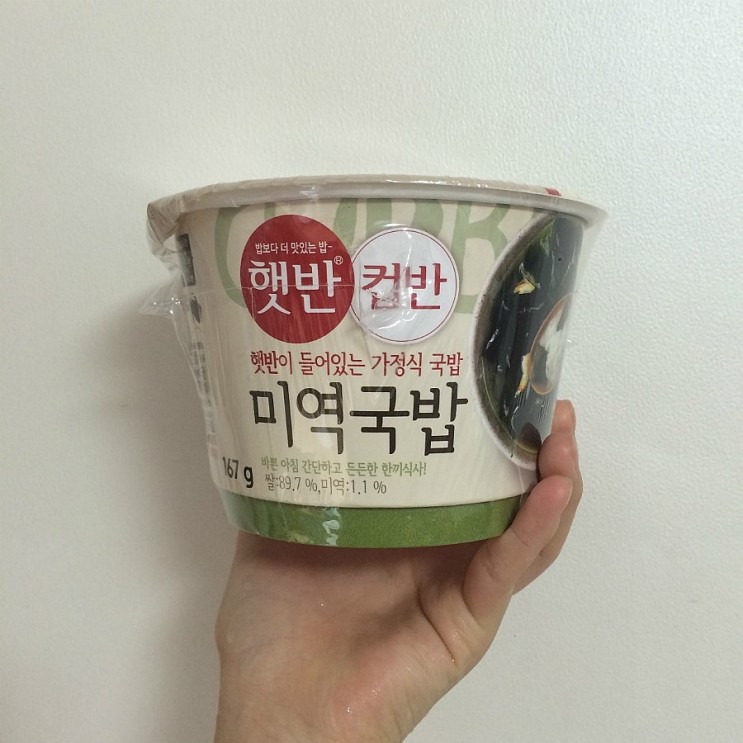 CUPB
밥보다 더 맛있는 밥~
햇반®
컵반
햇반이 들어있는 가정식 국밥
미역국밥
바쁜 아침 간단하고 든든한 한끼식사!
167 g
쌀:89.7 %,미역:1.1 %